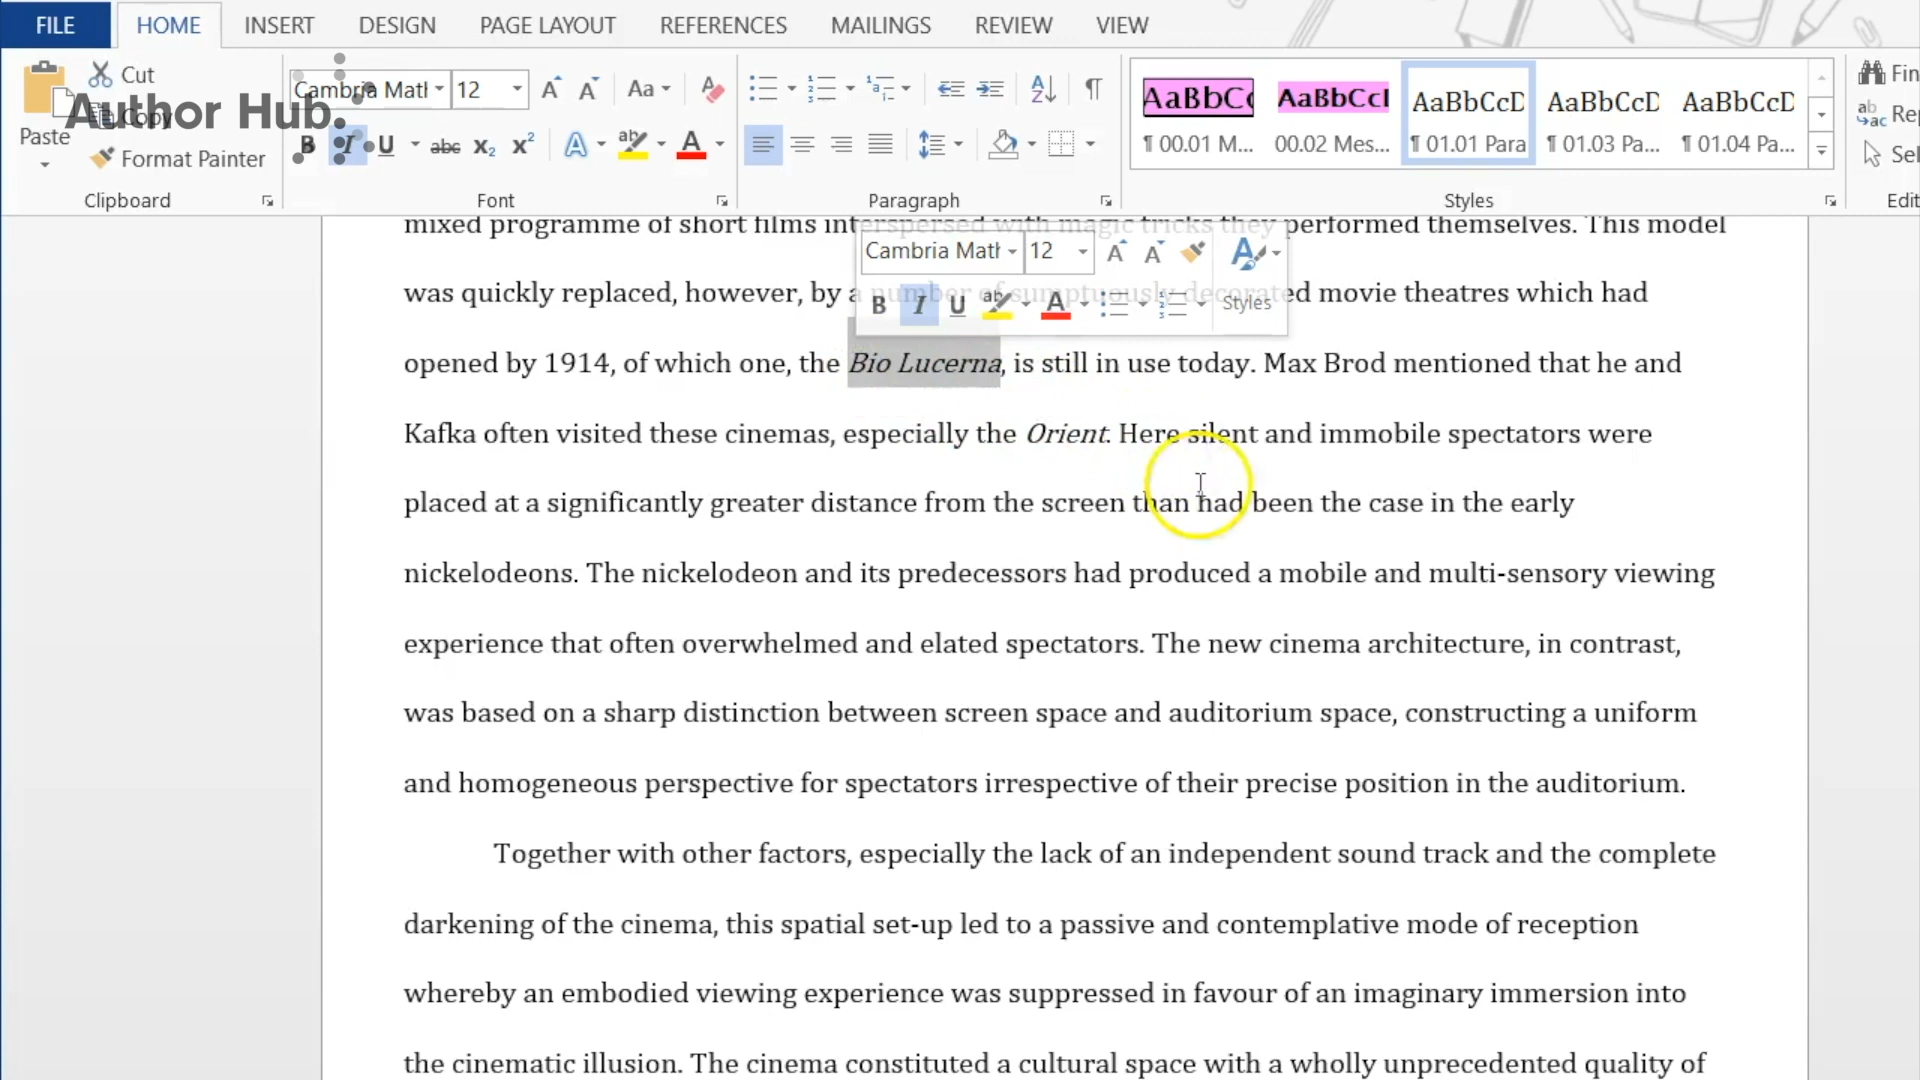 FILE HOME INSERT DESIGN PAGE LAYOUT REFERENCES MAILINGS REVIEW VIEW
Cut
Copy
Paste
Format Painter
Clipboard
Author Hub.
Cambria Matl 12
Aa
B I U abc X₂ X² A ab A
Font
A Z ¶
Paragraph
AaBbCc AaBbCcI AaBbCcD AaBbCcD AaBbCcD
¶ 00.01 M... 00.02 Mes... ¶ 01.01 Para ¶ 01.03 Pa... ¶ 01.04 Pa...
Styles
Fin
Rep
Sel
Edit
mixed programme of short films interspersed with magic tricks they performed themselves. This model
Cambria Matl 12 A A A
was quickly replaced, however, by a number of sumptuously decorated movie theatres which had
B I U ab A Styles
opened by 1914, of which one, the Bio Lucerna, is still in use today. Max Brod mentioned that he and
Kafka often visited these cinemas, especially the Orient. Here silent and immobile spectators were
placed at a significantly greater distance from the screen than had been the case in the early
nickelodeons. The nickelodeon and its predecessors had produced a mobile and multi-sensory viewing
experience that often overwhelmed and elated spectators. The new cinema architecture, in contrast,
was based on a sharp distinction between screen space and auditorium space, constructing a uniform
and homogeneous perspective for spectators irrespective of their precise position in the auditorium.
Together with other factors, especially the lack of an independent sound track and the complete
darkening of the cinema, this spatial set-up led to a passive and contemplative mode of reception
whereby an embodied viewing experience was suppressed in favour of an imaginary immersion into
the cinematic illusion. The cinema constituted a cultural space with a wholly unprecedented quality of